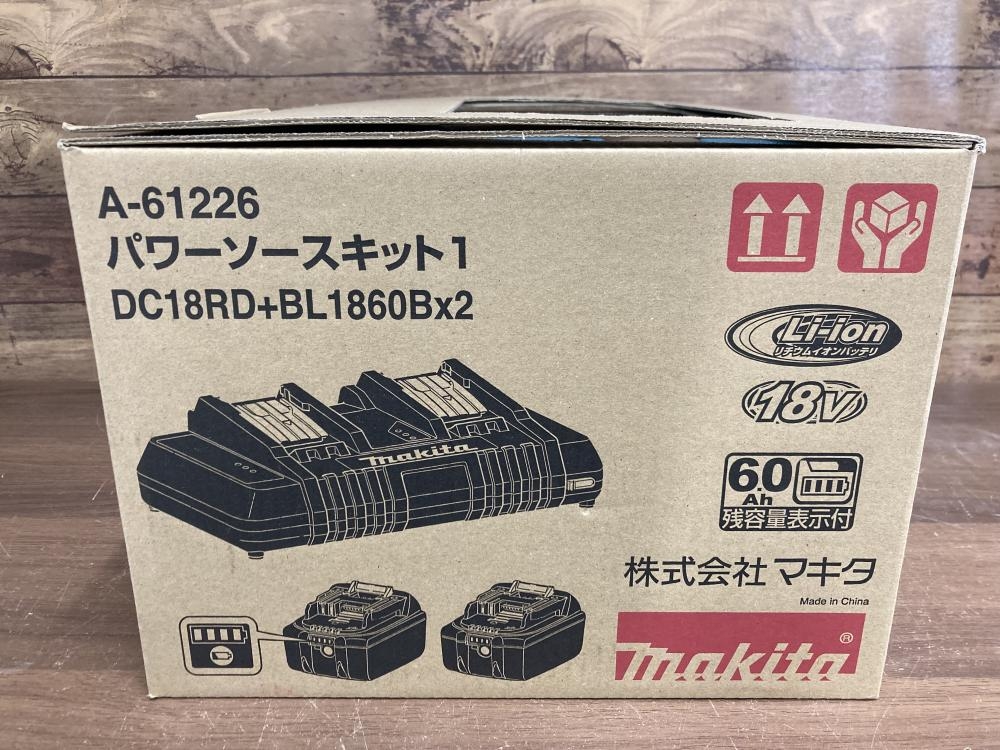 A-61226
パワーソースキット1
DC18RD+BL1860Bx2
Li-ion
リチウムイオンバッテリ
18V
6.0
Ah
残容量表示付
makita
株式会社マキタ
Made in China
makita®